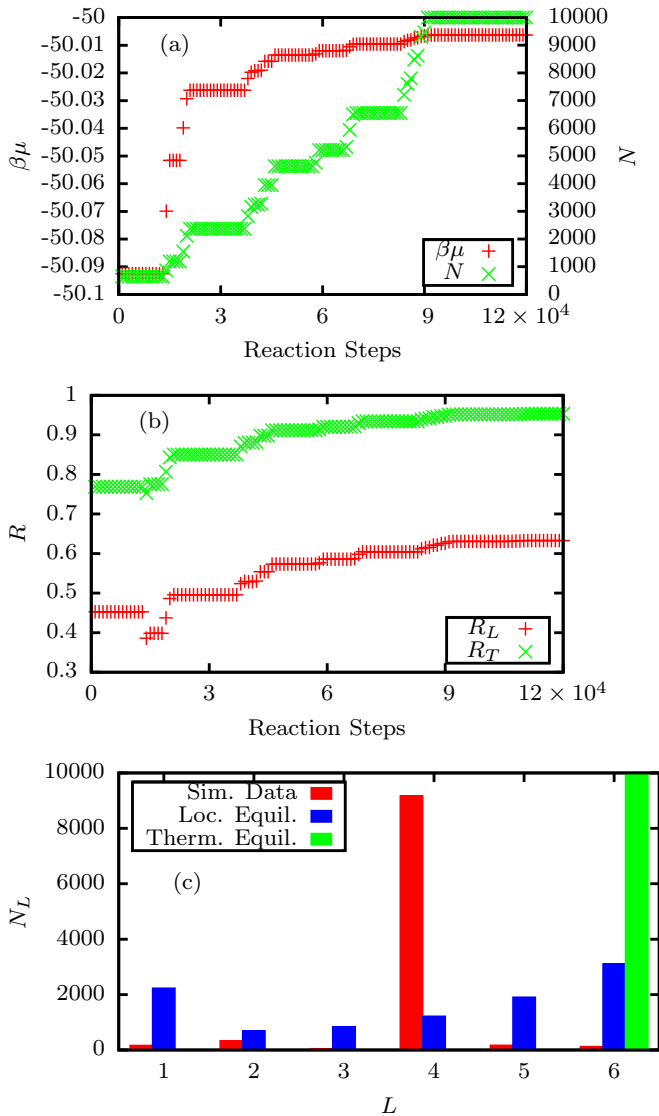 -50
-50.01
-50.03
-50.04
-50.05
-50.06
-50.08
-50.09
-50.1
βμ
(a)
10000
9000
8000
7000
6000
5000
4000
3000
2000
1000
0
N
βμ
N
0
3
6
9
12 × 10⁴
Reaction Steps
1
0.9
0.8
0.7
0.6
0.5
0.4
0.3
R
(b)
R_L
R_T
0
3
6
9
12 × 10⁴
Reaction Steps
10000
8000
6000
4000
2000
0
N_L
Sim. Data
Loc. Equil.
Therm. Equil.
(c)
1
2
3
4
5
6
L